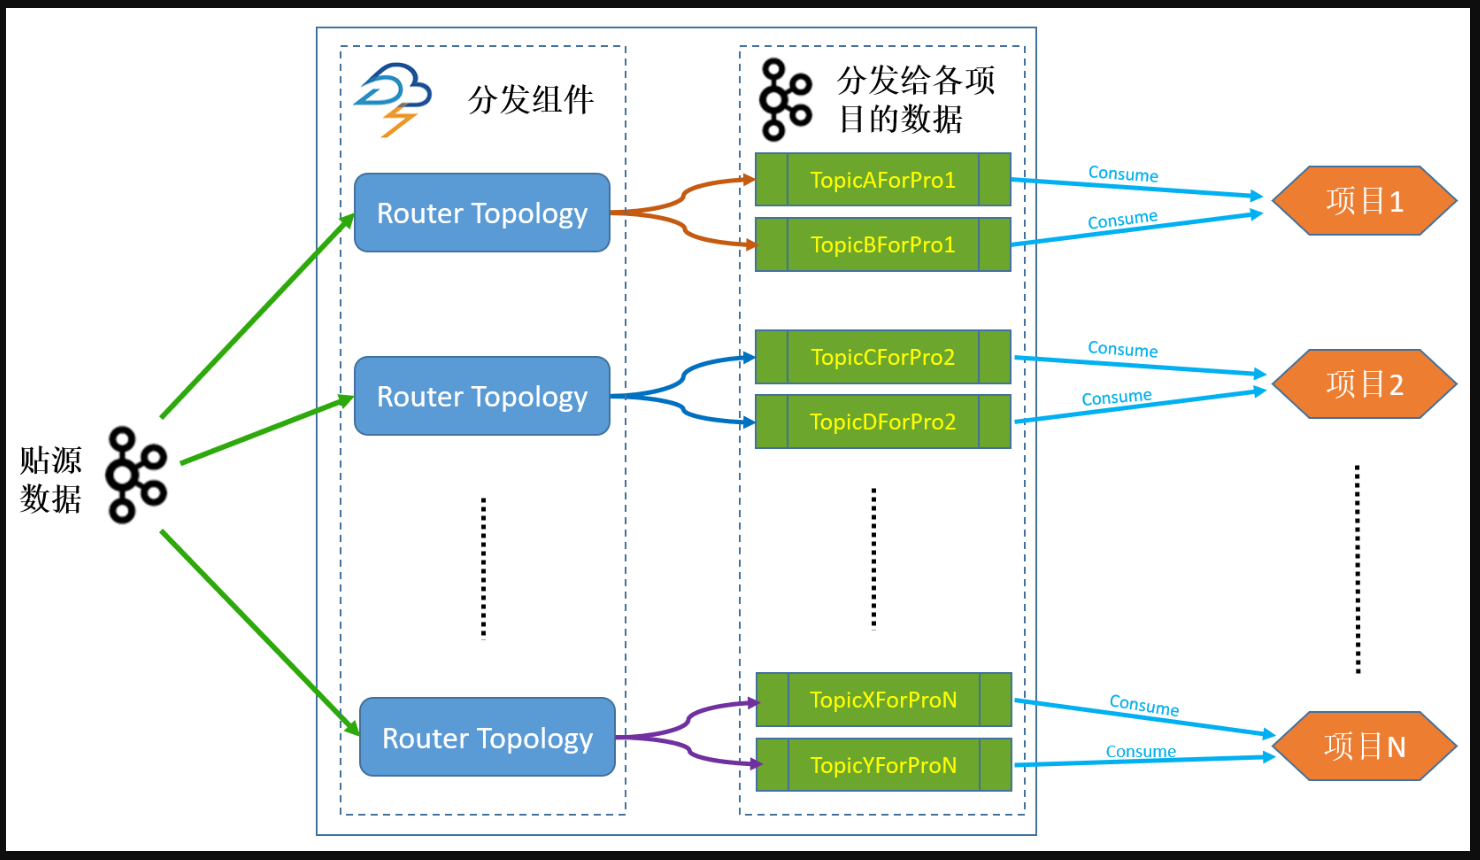 贴源
数据
分发组件
Router Topology
Router Topology
Router Topology
分发给各项
目的数据
TopicAForPro1
TopicBForPro1
TopicCForPro2
TopicDForPro2
TopicXForProN
TopicYForProN
Consume
Consume
Consume
Consume
Consume
Consume
项目1
项目2
项目N